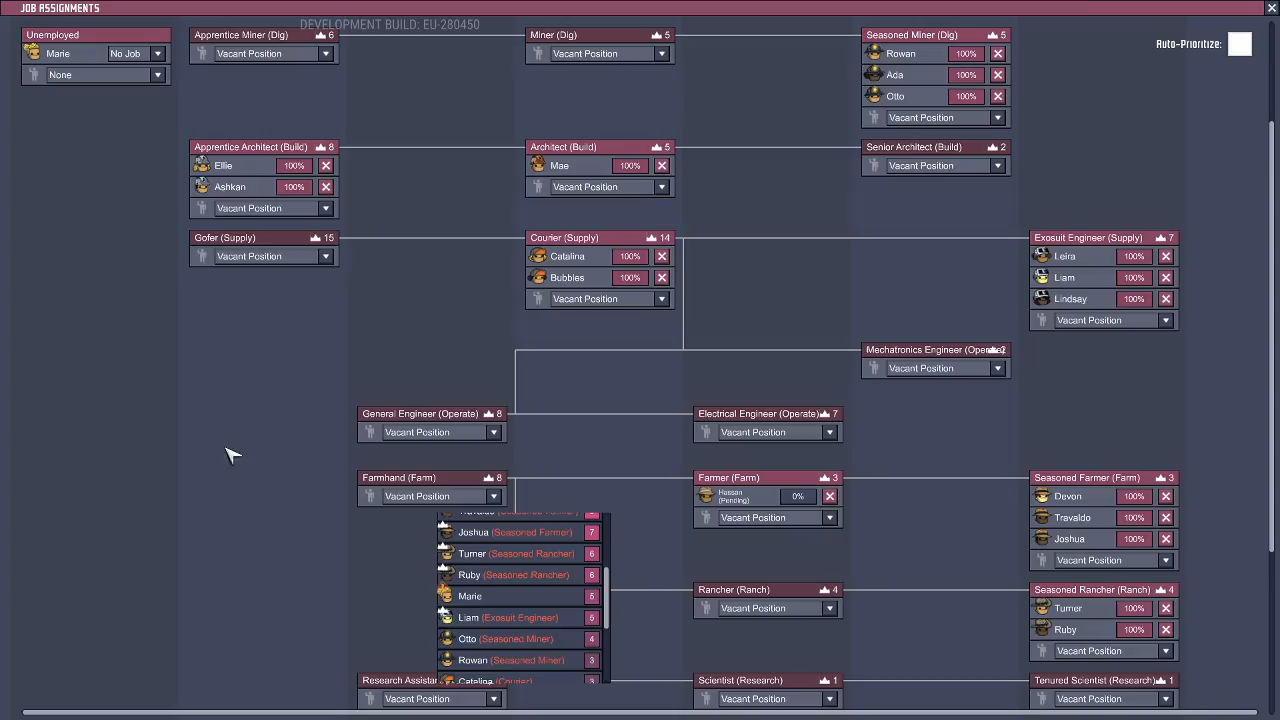 JOB ASSIGNMENTS
DEVELOPMENT BUILD: EU-280450
Auto-Prioritize:
Unemployed
Marie No Job
None
Apprentice Miner (Dig) 6
Vacant Position
Miner (Dig) 5
Vacant Position
Seasoned Miner (Dig) 5
Rowan 100%
Ada 100%
Otto 100%
Vacant Position
Apprentice Architect (Build) 8
Ellie 100%
Ashkan 100%
Vacant Position
Architect (Build) 5
Mae 100%
Vacant Position
Senior Architect (Build) 2
Vacant Position
Gofer (Supply) 15
Vacant Position
Courier (Supply) 14
Catalina 100%
Bubbles 100%
Vacant Position
Exosuit Engineer (Supply) 7
Leira 100%
Liam 100%
Lindsay 100%
Vacant Position
Mechatronics Engineer (Operate)
Vacant Position
General Engineer (Operate) 8
Vacant Position
Electrical Engineer (Operate) 7
Vacant Position
Farmhand (Farm) 8
Vacant Position
Farmer (Farm) 3
Hassan
(Pending) 0%
Vacant Position
Seasoned Farmer (Farm) 3
Devon 100%
Travaldo 100%
Joshua 100%
Vacant Position
Joshua (Seasoned Farmer) 7
Turner (Seasoned Rancher) 6
Ruby (Seasoned Rancher) 6
Marie 5
Liam (Exosuit Engineer) 5
Otto (Seasoned Miner) 4
Rowan (Seasoned Miner) 3
Catalina (Courier) 3
Rancher (Ranch) 4
Vacant Position
Seasoned Rancher (Ranch) 4
Turner 100%
Ruby 100%
Vacant Position
Research Assistan
Vacant Position
Scientist (Research) 1
Vacant Position
Tenured Scientist (Research) 1
Vacant Position